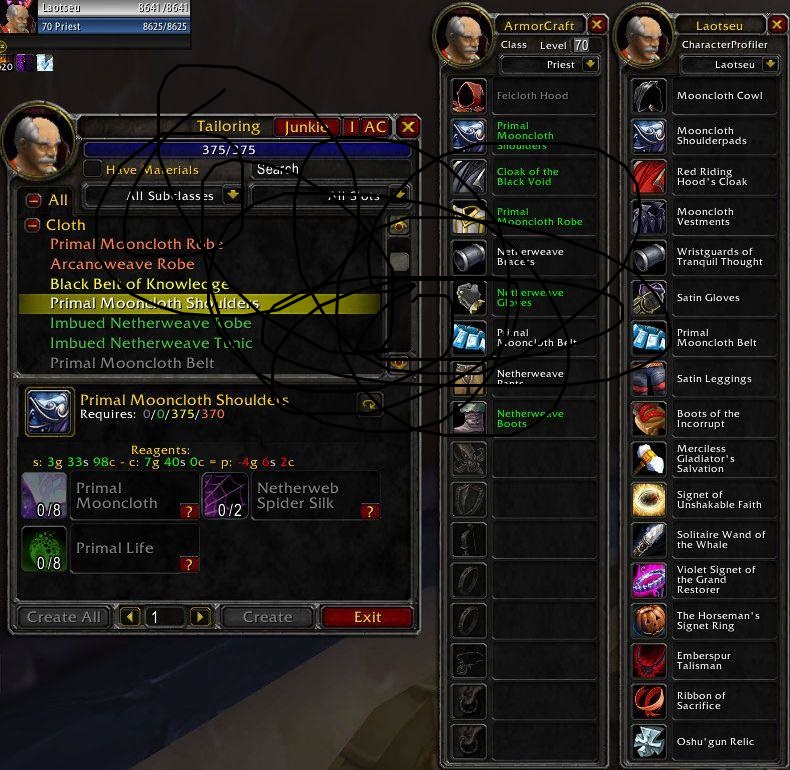 Laotseu 8641/8641
70 Priest 8625/8625
20
Tailoring Junkie I AC
375/375
Have Materials Search
All Subclasses All Slots
All
Cloth
Primal Mooncloth Robe
Arcanoweave Robe
Black Belt of Knowledge
Primal Mooncloth Shoulders
Imbued Netherweave Robe
Imbued Netherweave Tunic
Primal Mooncloth Belt
Primal Mooncloth Shoulders
Requires: 0/0/375/370
Reagents:
s: 3g 33s 98c - c: 7g 40s 0c = p: -4g 6s 2c
Primal
Mooncloth
0/8 ?
Netherweb
Spider Silk
0/2 ?
Primal Life
0/8 ?
Create All 1 Create Exit
ArmorCraft
Class Level 70
Priest
Felcloth Hood
Primal
Mooncloth
Shoulders
Cloak of the
Black Void
Primal
Mooncloth Robe
Netherweave
Bracers
Netherweave
Gloves
Primal
Mooncloth Belt
Netherweave
Pants
Netherweave
Boots
Laotseu
CharacterProfiler
Laotseu
Mooncloth Cowl
Mooncloth
Shoulderpads
Red Riding
Hood's Cloak
Mooncloth
Vestments
Wristguards of
Tranquil Thought
Satin Gloves
Primal
Mooncloth Belt
Satin Leggings
Boots of the
Incorrupt
Merciless
Gladiator's
Salvation
Signet of
Unshakable Faith
Solitaire Wand of
the Whale
Violet Signet of
the Grand
Restorer
The Horseman's
Signet Ring
Emberspur
Talisman
Ribbon of
Sacrifice
Oshu'gun Relic